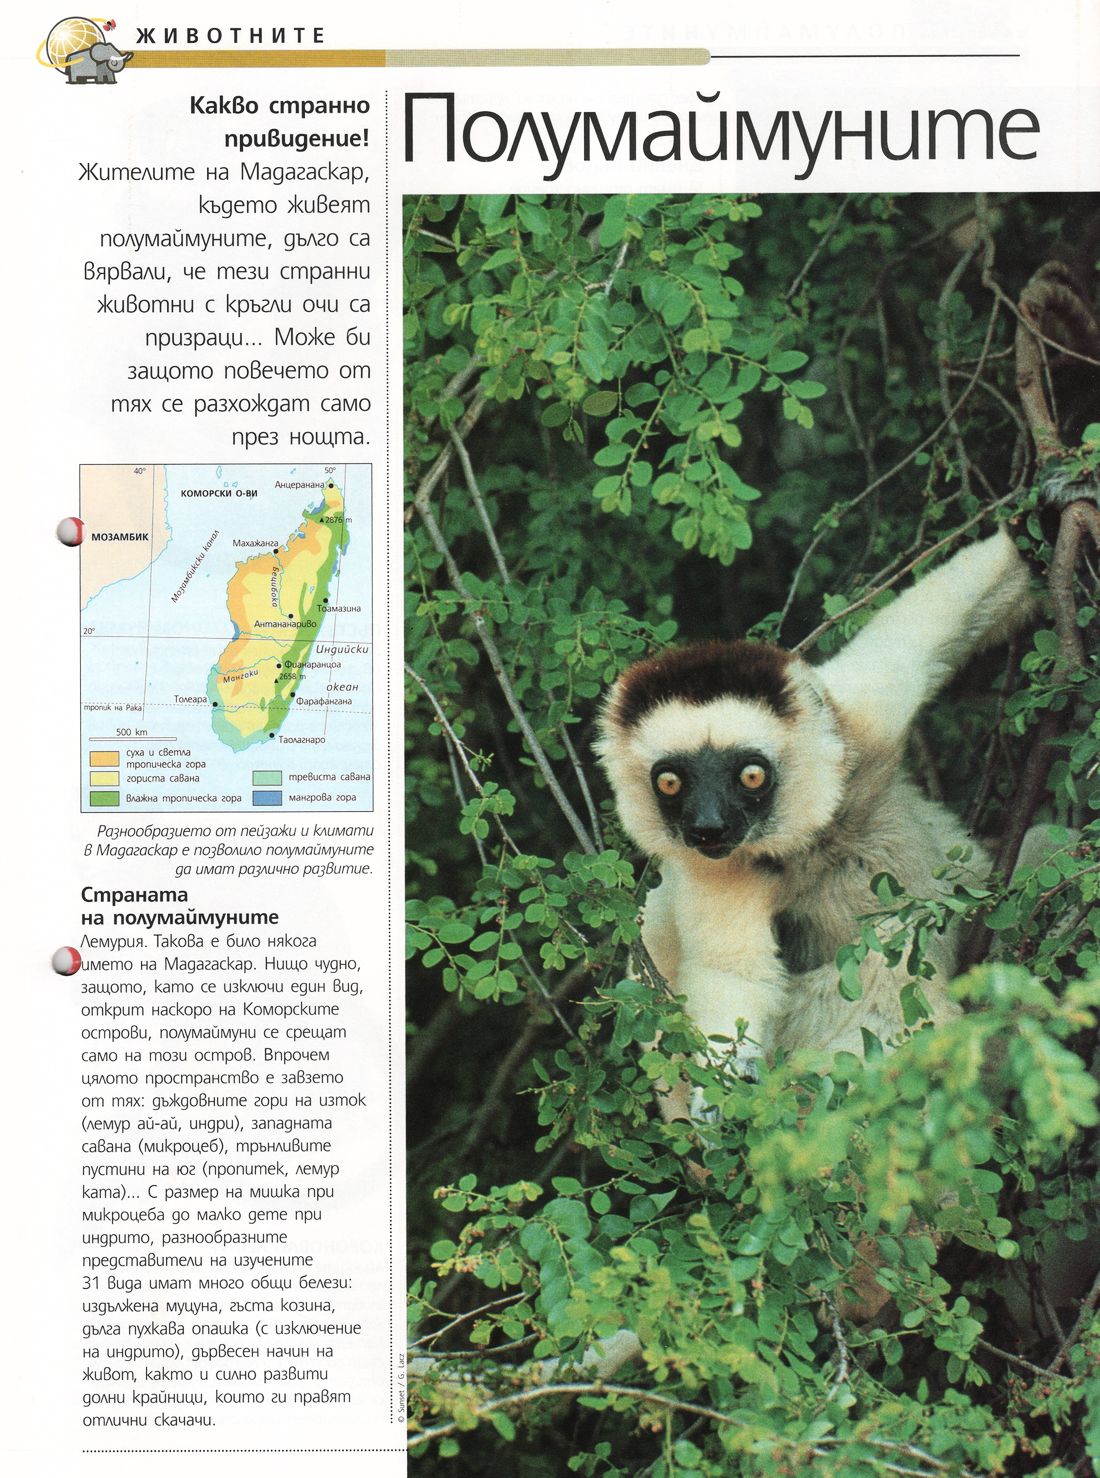 ЖИВОТНИТЕ
Какво странно
привидение!
Жителите на Мадагаскар,
където живеят
полумаймуните, дълго са
вярвали, че тези странни
животни с кръгли очи са
призраци... Може би
защото повечето от
тях се разхождат само
през нощта.
Полумаймуните
40°
50°
КОМОРСКИ О-ВИ
Анцеранана
2876 m
МОЗАМБИК
Мозамбикски канал
Махажанга
Бецибока
Тоамазина
Антананариво
20°
Индийски
океан
Фианаранцоа
Мангоки
2658 m
Толеара
Фарафангана
тропик на Рака
500 km
Таолагнаро
суха и светла
тропическа гора
гориста савана
тревиста савана
влажна тропическа гора
мангрова гора
Разнообразието от пейзажи и климати
в Мадагаскар е позволило полумаймуните
да имат различно развитие.
Страната
на полумаймуните
Лемурия. Такова е било някога
името на Мадагаскар. Нищо чудно,
защото, като се изключи един вид,
открит наскоро на Коморските
острови, полумаймуни се срещат
само на този остров. Впрочем
цялото пространство е завзето
от тях: дъждовните гори на изток
(лемур ай-ай, индри), западната
савана (микроцеб), трънливите
пустини на юг (пропитек, лемур
ката)... С размер на мишка при
микроцеба до малко дете при
индрито, разнообразните
представители на изучените
31 вида имат много общи белези:
издължена муцуна, гъста козина,
дълга пухкава опашка (с изключение
на индрито), дървесен начин на
живот, както и силно развити
долни крайници, които ги правят
отлични скачачи.
© Sunset / G. Lacz